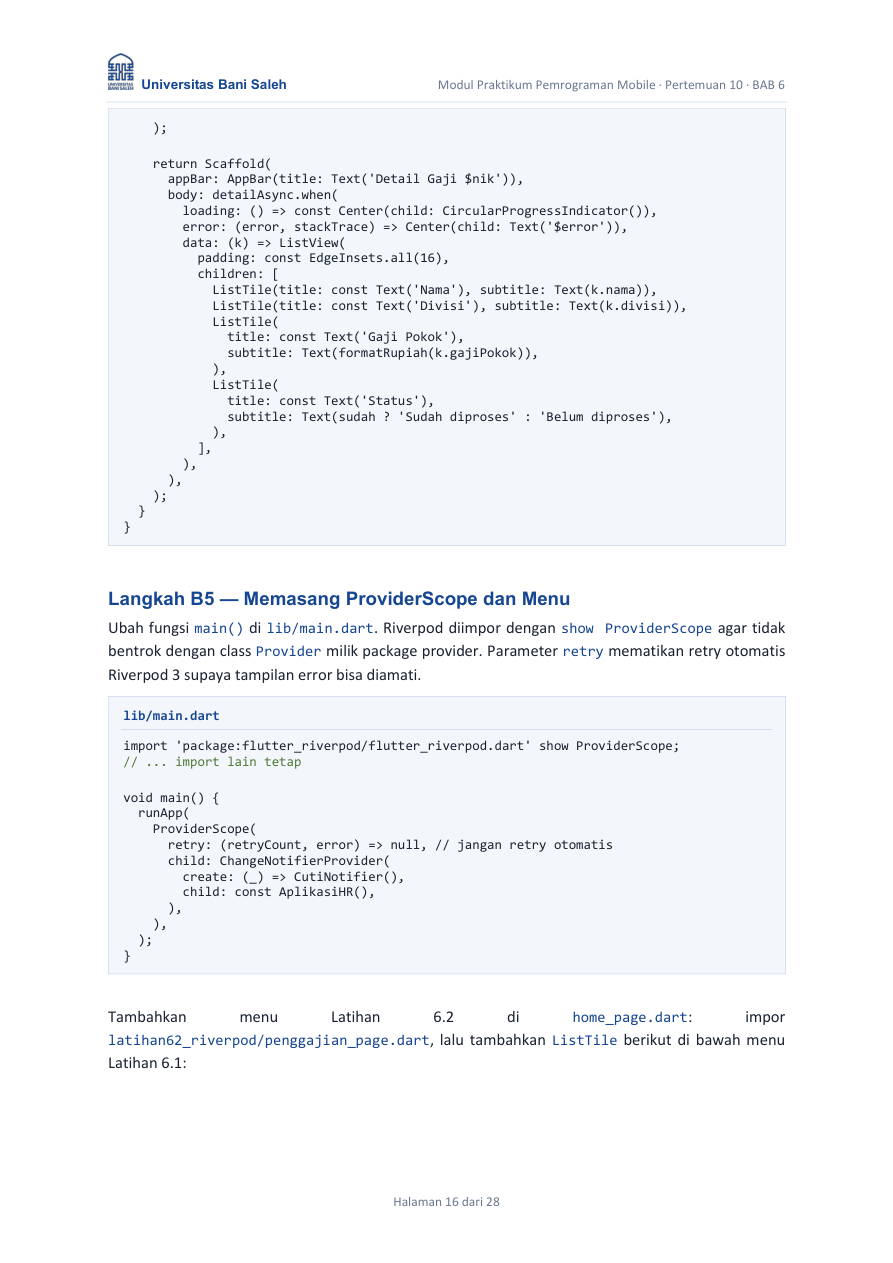 UNIVERSITAS
BANI SALEH
Universitas Bani Saleh
Modul Praktikum Pemrograman Mobile · Pertemuan 10 · BAB 6
    );

    return Scaffold(
      appBar: AppBar(title: Text('Detail Gaji $nik')),
      body: detailAsync.when(
        loading: () => const Center(child: CircularProgressIndicator()),
        error: (error, stackTrace) => Center(child: Text('$error')),
        data: (k) => ListView(
          padding: const EdgeInsets.all(16),
          children: [
            ListTile(title: const Text('Nama'), subtitle: Text(k.nama)),
            ListTile(title: const Text('Divisi'), subtitle: Text(k.divisi)),
            ListTile(
              title: const Text('Gaji Pokok'),
              subtitle: Text(formatRupiah(k.gajiPokok)),
            ),
            ListTile(
              title: const Text('Status'),
              subtitle: Text(sudah ? 'Sudah diproses' : 'Belum diproses'),
            ),
          ],
        ),
      ),
    );
  }
}
Langkah B5 — Memasang ProviderScope dan Menu
Ubah fungsi main() di lib/main.dart. Riverpod diimpor dengan show ProviderScope agar tidak
bentrok dengan class Provider milik package provider. Parameter retry mematikan retry otomatis
Riverpod 3 supaya tampilan error bisa diamati.
lib/main.dart
import 'package:flutter_riverpod/flutter_riverpod.dart' show ProviderScope;
// ... import lain tetap

void main() {
  runApp(
    ProviderScope(
      retry: (retryCount, error) => null, // jangan retry otomatis
      child: ChangeNotifierProvider(
        create: (_) => CutiNotifier(),
        child: const AplikasiHR(),
      ),
    ),
  );
}
Tambahkan menu Latihan 6.2 di home_page.dart: impor
latihan62_riverpod/penggajian_page.dart, lalu tambahkan ListTile berikut di bawah menu
Latihan 6.1:
Halaman 16 dari 28